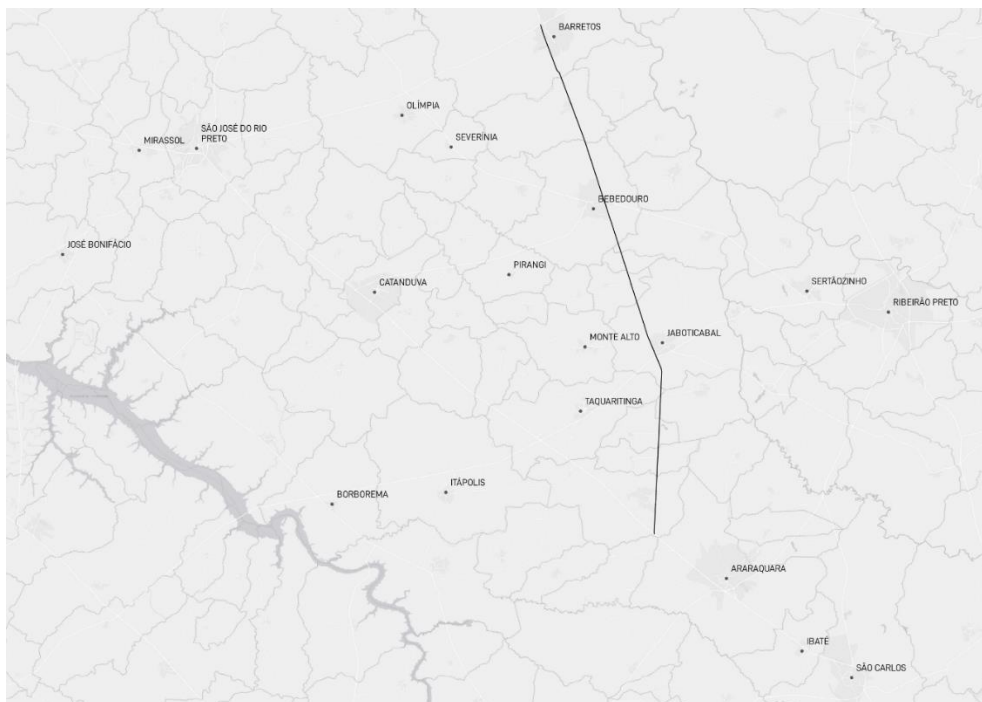 BARRETOS
OLÍMPIA
SÃO JOSÉ DO RIO
PRETO
MIRASSOL
SEVERÍNIA
BEBEDOURO
JOSÉ BONIFÁCIO
PIRANGI
CATANDUVA
SERTÃOZINHO
RIBEIRÃO PRETO
MONTE ALTO
JABOTICABAL
TAQUARITINGA
ITÁPOLIS
BORBOREMA
ARARAQUARA
IBATÉ
SÃO CARLOS